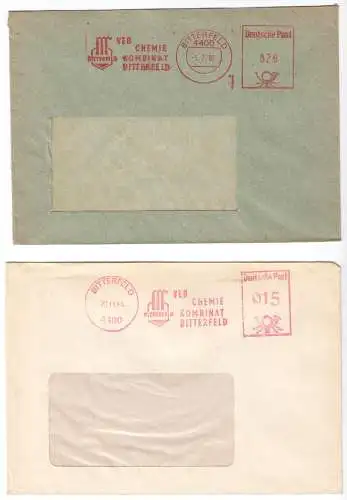 VEB
CHEMIE
KOMBINAT
BITTERFELD
BITTERFELD
4400
Deutsche Post
020
BITTERFELD
4400
VEB
CHEMIE
KOMBINAT
BITTERFELD
Deutsche Post
015